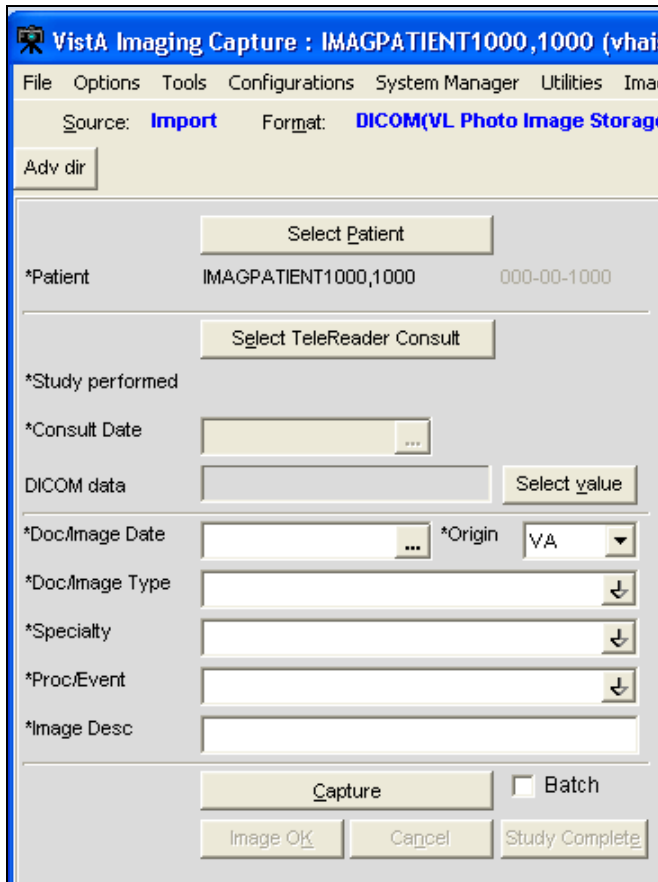 VistA Imaging Capture : IMAGPATIENT1000,1000 (vhai
File Options Tools Configurations System Manager Utilities Ima
Source: Import Format: DICOM(VL Photo Image Storage
Adv dir
Select Patient
*Patient IMAGPATIENT1000,1000 000-00-1000
Select TeleReader Consult
*Study performed
*Consult Date ...
DICOM data Select value
*Doc/Image Date ... *Origin VA
*Doc/Image Type
*Specialty
*Proc/Event
*Image Desc
Capture Batch
Image OK Cancel Study Complete